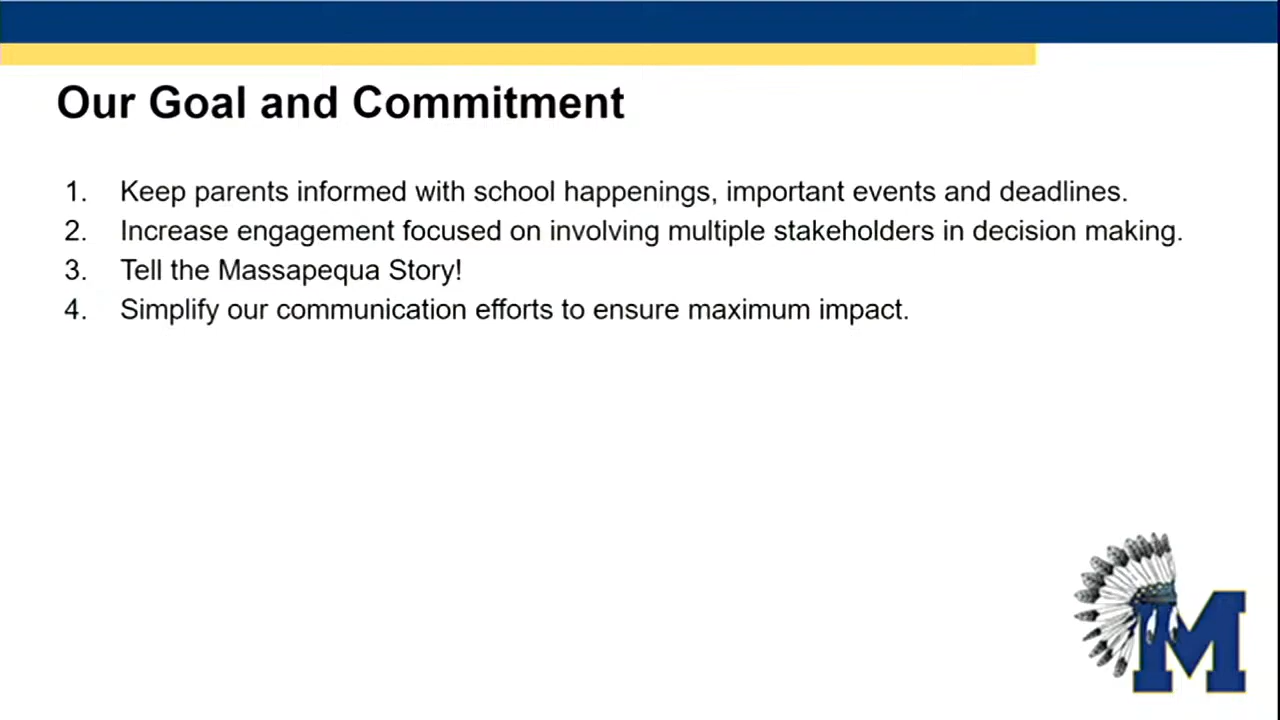 Our Goal and Commitment
1. Keep parents informed with school happenings, important events and deadlines.
2. Increase engagement focused on involving multiple stakeholders in decision making.
3. Tell the Massapequa Story!
4. Simplify our communication efforts to ensure maximum impact.
M